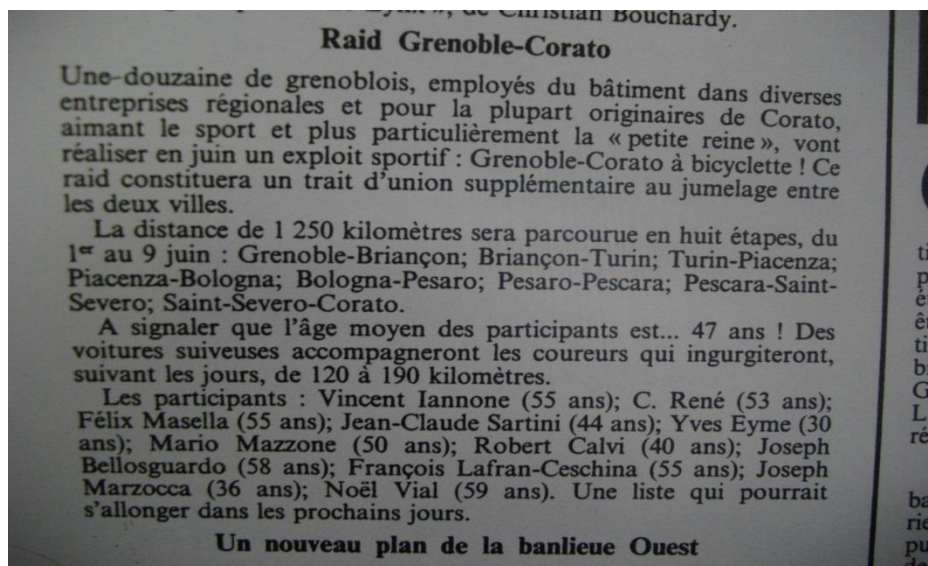 de Christian Bouchardy.
Raid Grenoble-Corato
Une douzaine de grenoblois, employés du bâtiment dans diverses
entreprises régionales et pour la plupart originaires de Corato,
aimant le sport et plus particulièrement la « petite reine », vont
réaliser en juin un exploit sportif : Grenoble-Corato à bicyclette ! Ce
raid constituera un trait d'union supplémentaire au jumelage entre
les deux villes.
La distance de 1 250 kilomètres sera parcourue en huit étapes, du
1er au 9 juin : Grenoble-Briançon; Briançon-Turin; Turin-Piacenza;
Piacenza-Bologna; Bologna-Pesaro; Pesaro-Pescara; Pescara-Saint-
Severo; Saint-Severo-Corato.
A signaler que l'âge moyen des participants est... 47 ans ! Des
voitures suiveuses accompagneront les coureurs qui ingurgiteront,
suivant les jours, de 120 à 190 kilomètres.
Les participants : Vincent Iannone (55 ans); C. René (53 ans);
Félix Masella (55 ans); Jean-Claude Sartini (44 ans); Yves Eyme (30
ans); Mario Mazzone (50 ans); Robert Calvi (40 ans); Joseph
Bellosguardo (58 ans); François Lafran-Ceschina (55 ans); Joseph
Marzocca (36 ans); Noël Vial (59 ans). Une liste qui pourrait
s'allonger dans les prochains jours.
Un nouveau plan de la banlieue Ouest